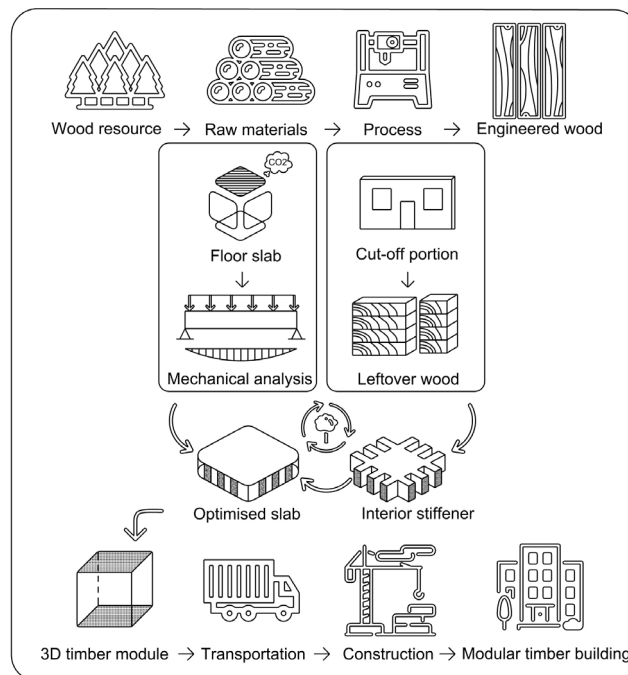 Wood resource → Raw materials → Process → Engineered wood
CO2
Floor slab
Cut-off portion
Mechanical analysis
Leftover wood
Optimised slab
Interior stiffener
3D timber module → Transportation → Construction → Modular timber building